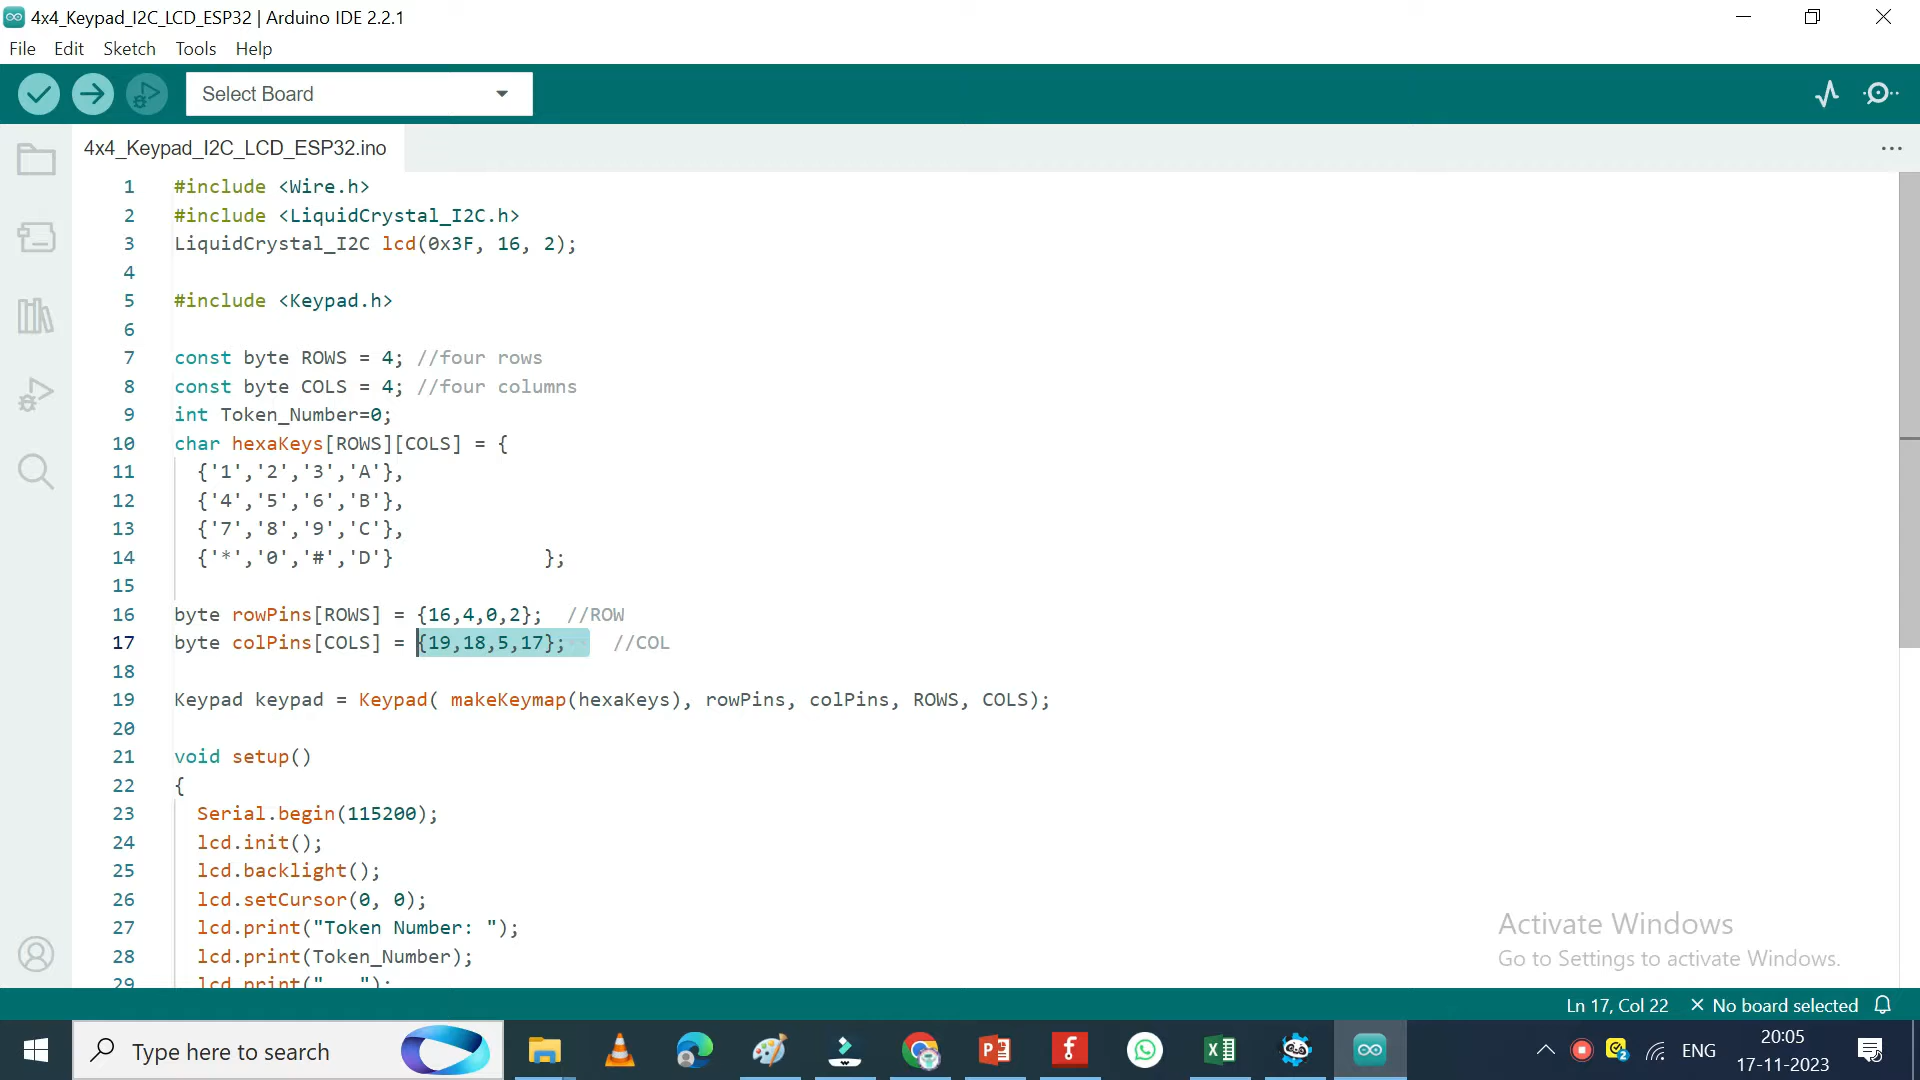 4x4_Keypad_I2C_LCD_ESP32 | Arduino IDE 2.2.1
File Edit Sketch Tools Help
Select Board
4x4_Keypad_I2C_LCD_ESP32.ino
1 #include <Wire.h>
2 #include <LiquidCrystal_I2C.h>
3 LiquidCrystal_I2C lcd(0x3F, 16, 2);
4
5 #include <Keypad.h>
6
7 const byte ROWS = 4; //four rows
8 const byte COLS = 4; //four columns
9 int Token_Number=0;
10 char hexaKeys[ROWS][COLS] = {
11 {'1','2','3','A'},
12 {'4','5','6','B'},
13 {'7','8','9','C'},
14 {'*','0','#','D'} };
15
16 byte rowPins[ROWS] = {16,4,0,2}; //ROW
17 byte colPins[COLS] = {19,18,5,17}; //COL
18
19 Keypad keypad = Keypad( makeKeymap(hexaKeys), rowPins, colPins, ROWS, COLS);
20
21 void setup()
22 {
23 Serial.begin(115200);
24 lcd.init();
25 lcd.backlight();
26 lcd.setCursor(0, 0);
27 lcd.print("Token Number: ");
28 lcd.print(Token_Number);
29 lcd.print("   ");
Activate Windows
Go to Settings to activate Windows.
Ln 17, Col 22 × No board selected
Type here to search
ENG
20:05
17-11-2023